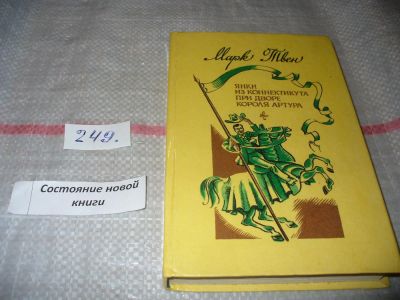 Марк Твен
ЯНКИ
ИЗ КОННЕКТИКУТА
ПРИ ДВОРЕ
КОРОЛЯ АРТУРА
249.
Состояние новой
книги